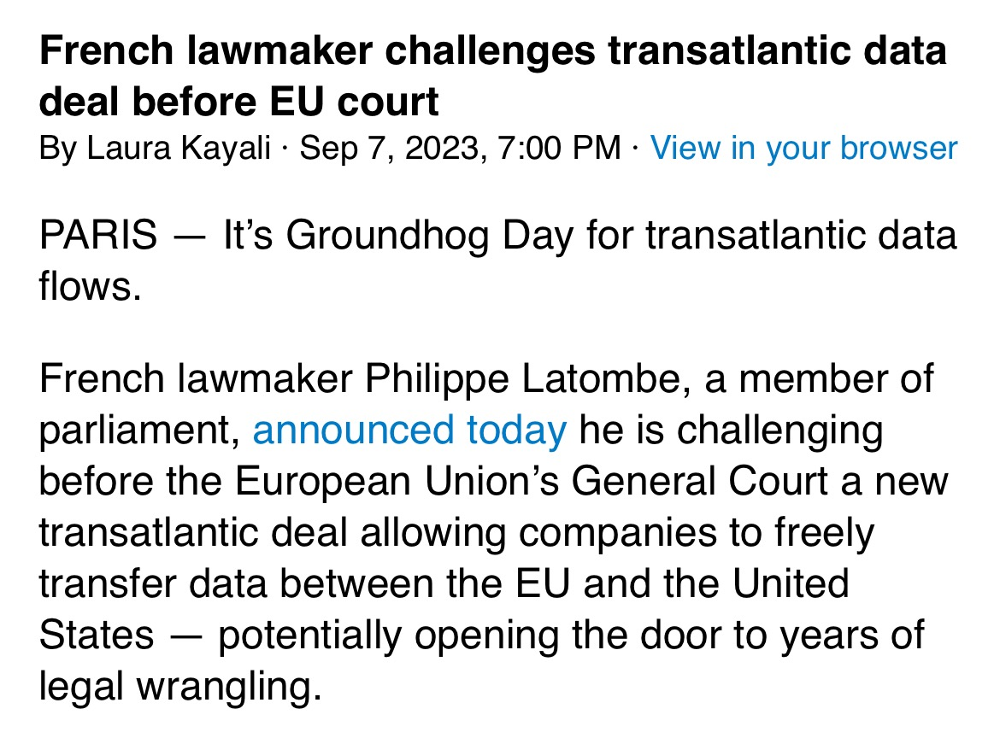 French lawmaker challenges transatlantic data
deal before EU court
By Laura Kayali · Sep 7, 2023, 7:00 PM · View in your browser
PARIS — It’s Groundhog Day for transatlantic data
flows.
French lawmaker Philippe Latombe, a member of
parliament, announced today he is challenging
before the European Union’s General Court a new
transatlantic deal allowing companies to freely
transfer data between the EU and the United
States — potentially opening the door to years of
legal wrangling.